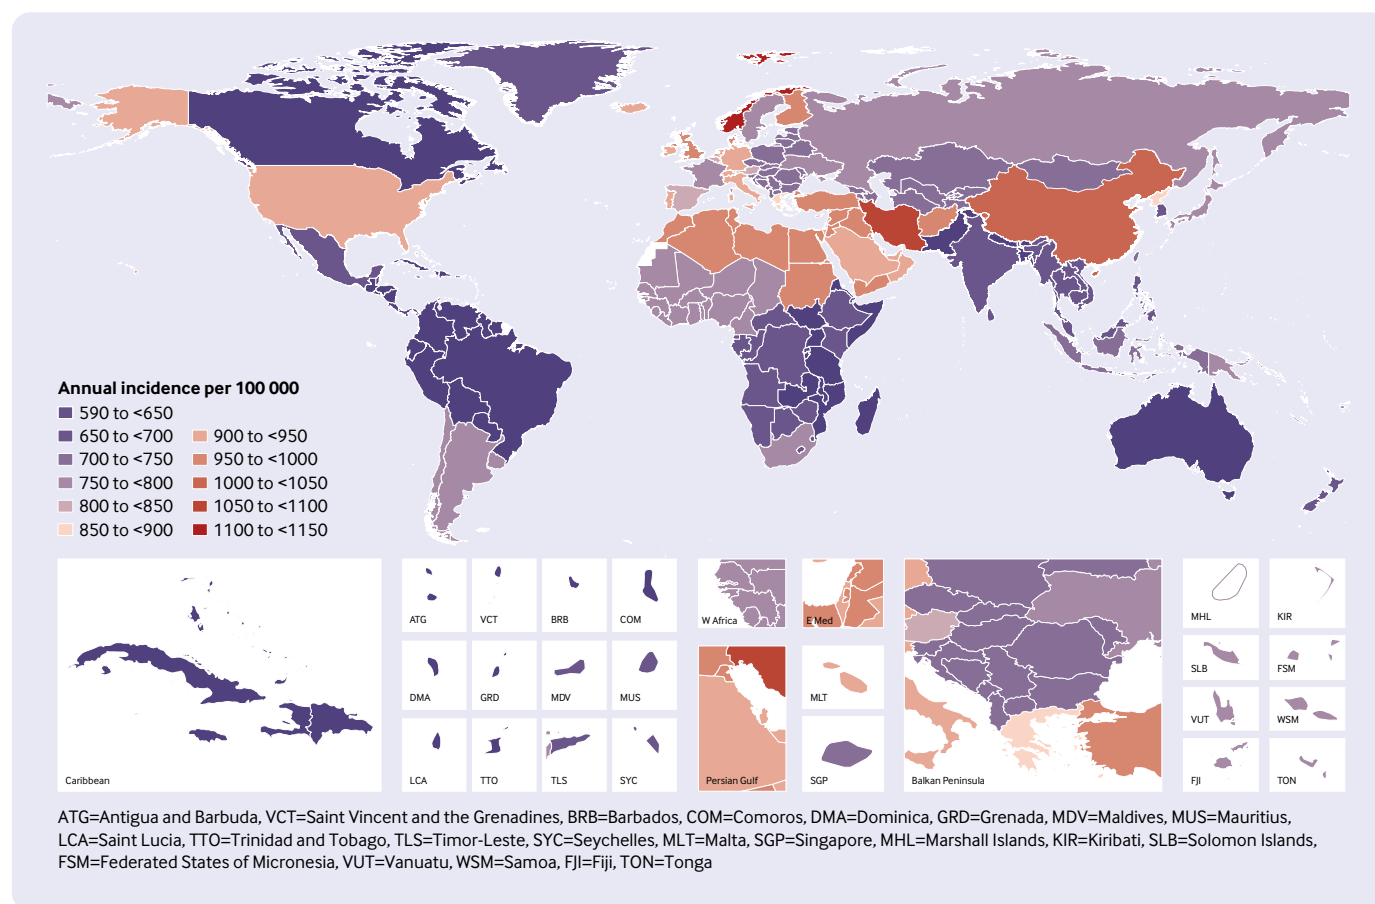 Annual incidence per 100 000
590 to <650
650 to <700
700 to <750
750 to <800
800 to <850
850 to <900
900 to <950
950 to <1000
1000 to <1050
1050 to <1100
1100 to <1150
Caribbean
ATG
VCT
BRB
COM
DMA
GRD
MDV
MUS
LCA
TTO
TLS
SYC
W Africa
E Med
Persian Gulf
MLT
SGP
Balkan Peninsula
MHL
KIR
SLB
FSM
VUT
WSM
FJI
TON
ATG=Antigua and Barbuda, VCT=Saint Vincent and the Grenadines, BRB=Barbados, COM=Comoros, DMA=Dominica, GRD=Grenada, MDV=Maldives, MUS=Mauritius,
LCA=Saint Lucia, TTO=Trinidad and Tobago, TLS=Timor-Leste, SYC=Seychelles, MLT=Malta, SGP=Singapore, MHL=Marshall Islands, KIR=Kiribati, SLB=Solomon Islands,
FSM=Federated States of Micronesia, VUT=Vanuatu, WSM=Samoa, FJI=Fiji, TON=Tonga